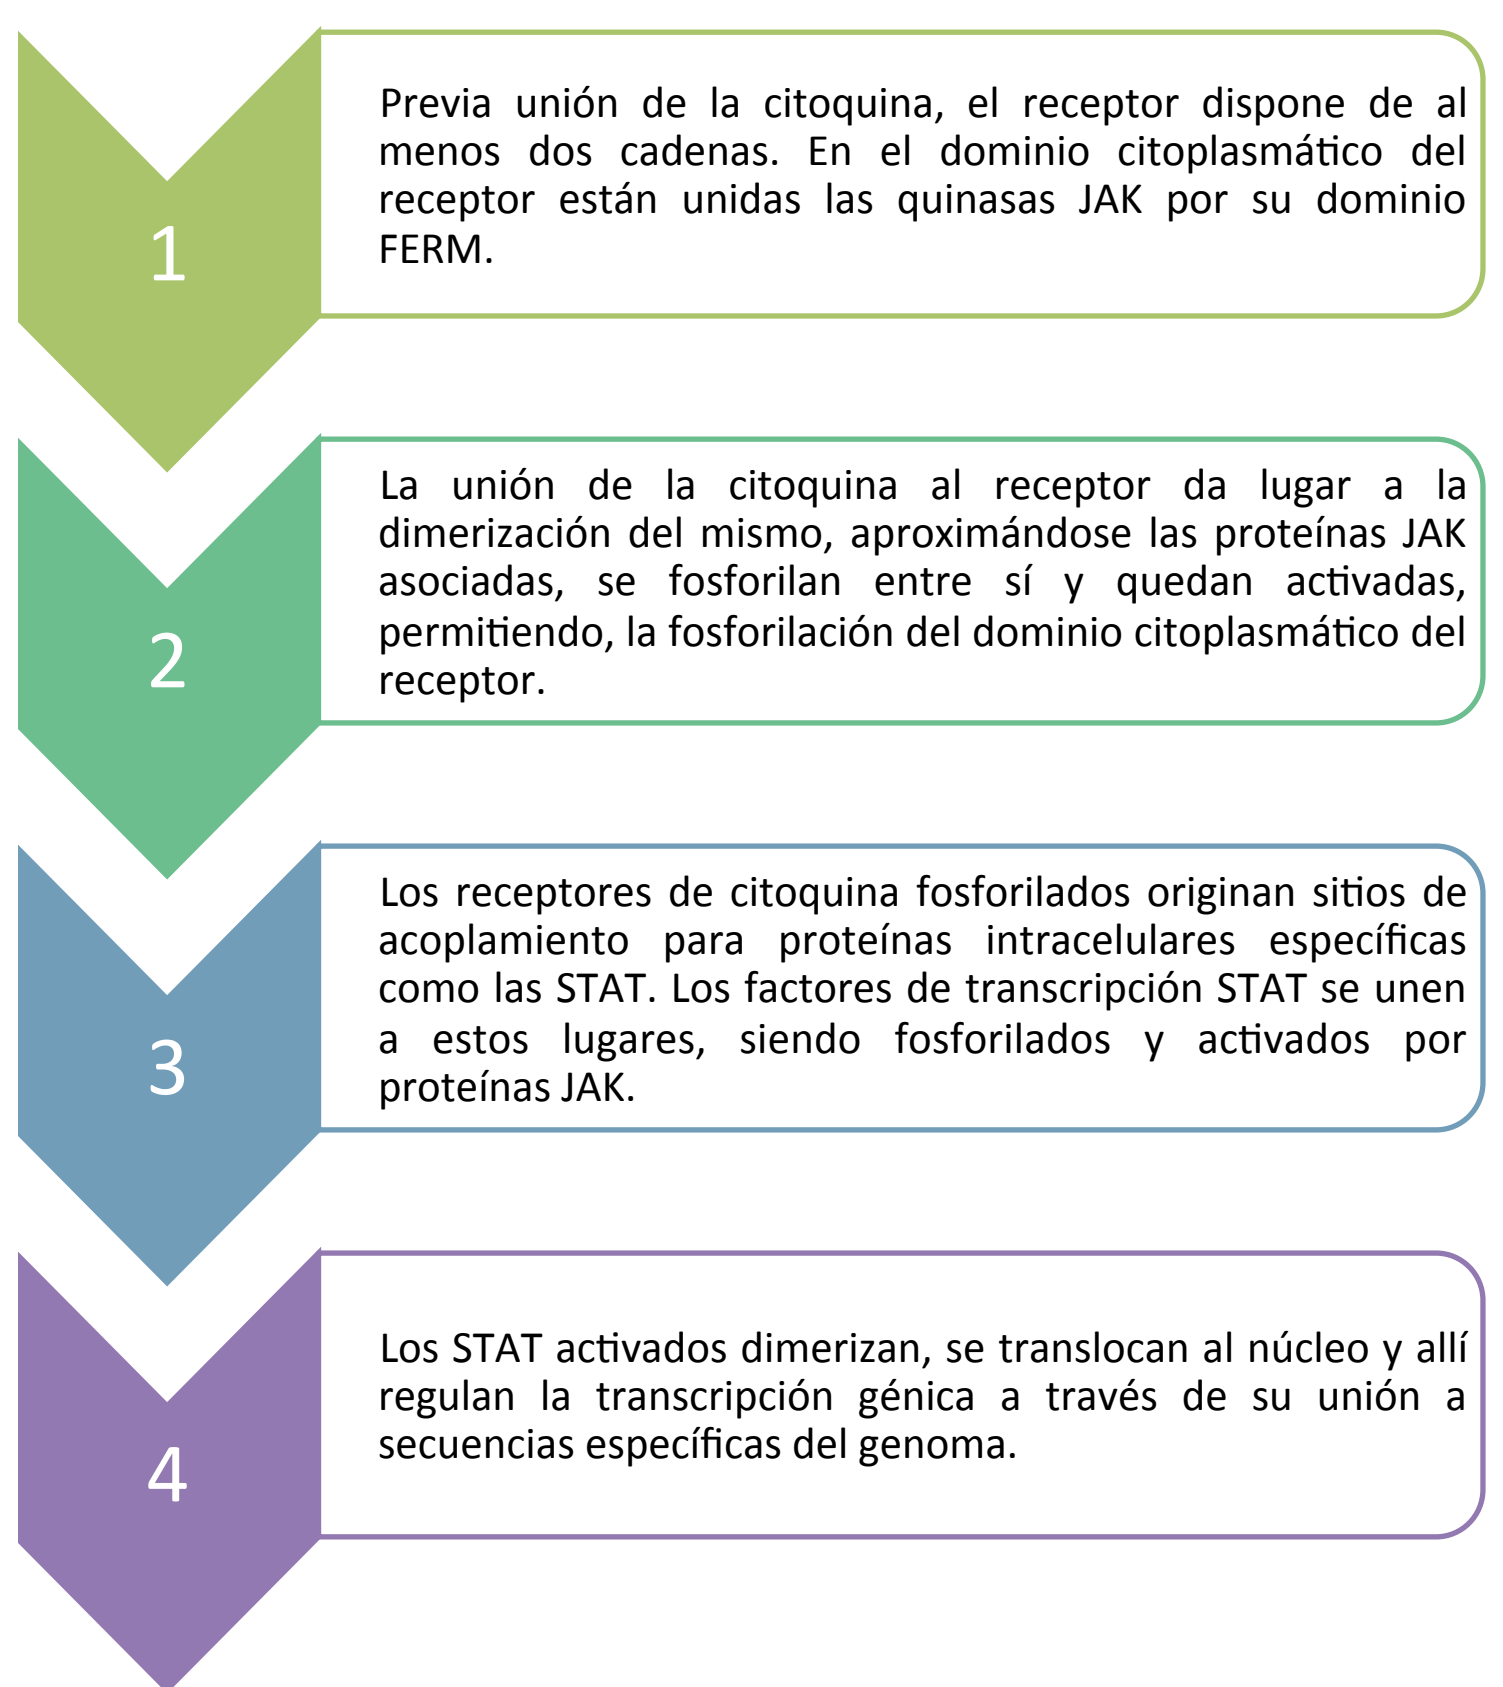 1
Previa unión de la citoquina, el receptor dispone de al
menos dos cadenas. En el dominio citoplasmático del
receptor están unidas las quinasas JAK por su dominio
FERM.
2
La unión de la citoquina al receptor da lugar a la
dimerización del mismo, aproximándose las proteínas JAK
asociadas, se fosforilan entre sí y quedan activadas,
permitiendo, la fosforilación del dominio citoplasmático del
receptor.
3
Los receptores de citoquina fosforilados originan sitios de
acoplamiento para proteínas intracelulares específicas
como las STAT. Los factores de transcripción STAT se unen
a estos lugares, siendo fosforilados y activados por
proteínas JAK.
4
Los STAT activados dimerizan, se translocan al núcleo y allí
regulan la transcripción génica a través de su unión a
secuencias específicas del genoma.